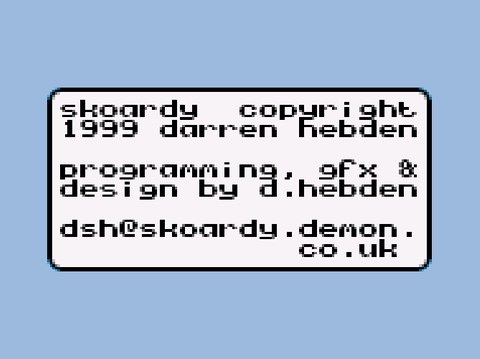 skoardy copyright
1999 darren hebden
programming, gfx &
design by d.hebden
dsh@skoardy.demon.
co.uk